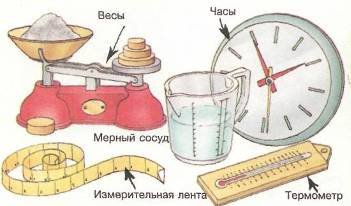 Весы
Часы
Мерный сосуд
Измерительная лента
Термометр